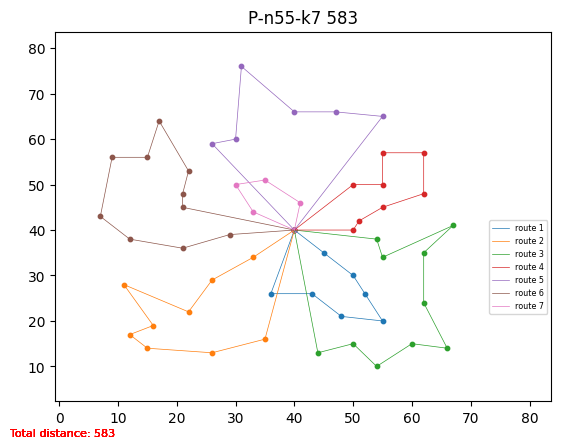 P-n55-k7 583
80
70
60
50
40
30
20
10
0 10 20 30 40 50 60 70 80
route 1
route 2
route 3
route 4
route 5
route 6
route 7
Total distance: 583